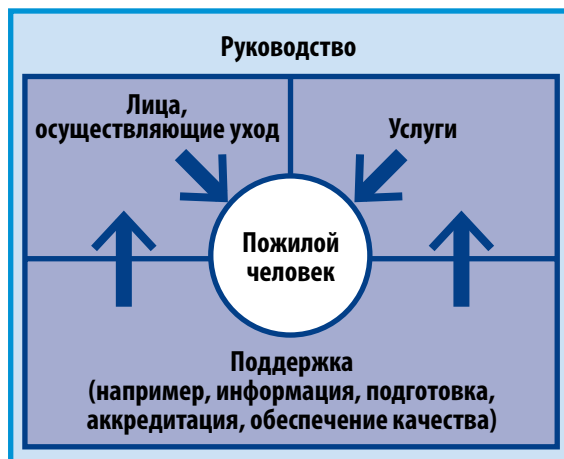 Руководство
Лица,
осуществляющие уход
Услуги
Пожилой
человек
Поддержка
(например, информация, подготовка,
аккредитация, обеспечение качества)